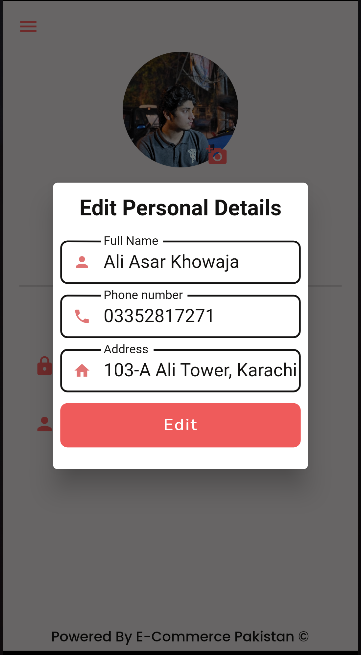 Edit Personal Details
Full Name
Ali Asar Khowaja
Phone number
03352817271
Address
103-A Ali Tower, Karachi
Edit
Powered By E-Commerce Pakistan ©